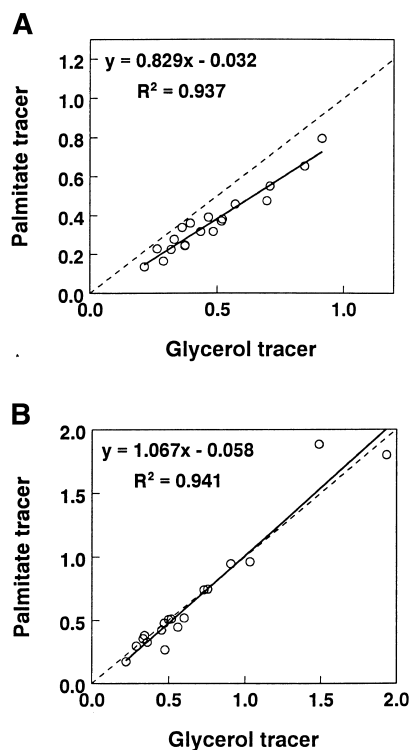 A
y = 0.829x - 0.032
R² = 0.937
Palmitate tracer
1.2
1.0
0.8
0.6
0.4
0.2
0.0
0.0 0.5 1.0
Glycerol tracer
B
y = 1.067x - 0.058
R² = 0.941
Palmitate tracer
2.0
1.5
1.0
0.5
0.0
0.0 0.5 1.0 1.5 2.0
Glycerol tracer